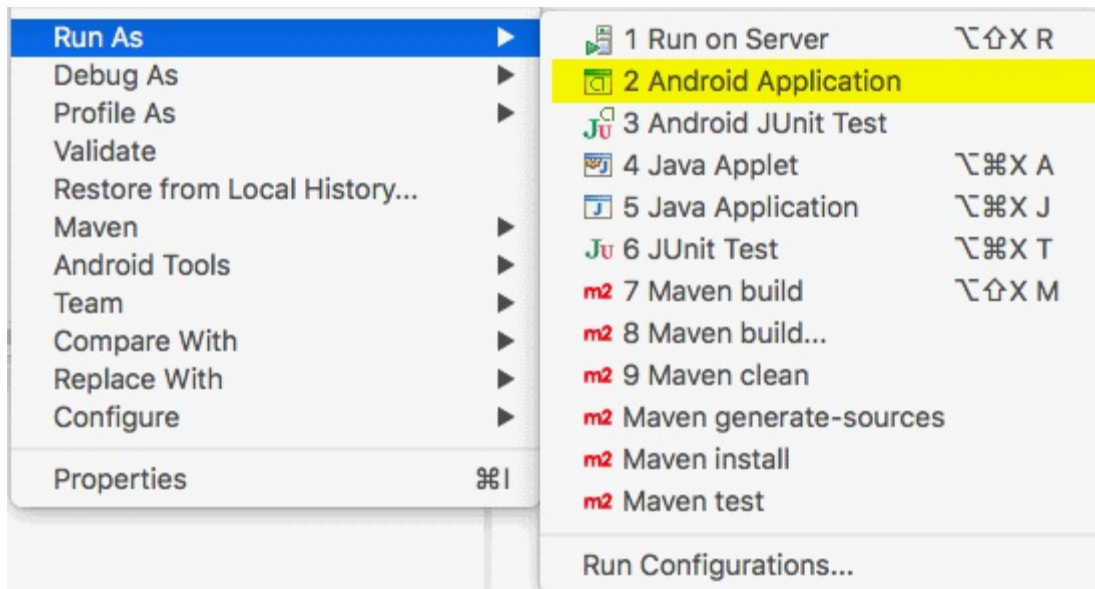 Run As ▶
Debug As ▶
Profile As ▶
Validate
Restore from Local History...
Maven ▶
Android Tools ▶
Team ▶
Compare With ▶
Replace With ▶
Configure ▶
Properties ⌘I
1 Run on Server ⌥⇧X R
2 Android Application
Ju 3 Android JUnit Test
4 Java Applet ⌥⌘X A
J 5 Java Application ⌥⌘X J
Ju 6 JUnit Test ⌥⌘X T
m2 7 Maven build ⌥⇧X M
m2 8 Maven build...
m2 9 Maven clean
m2 Maven generate-sources
m2 Maven install
m2 Maven test
Run Configurations...